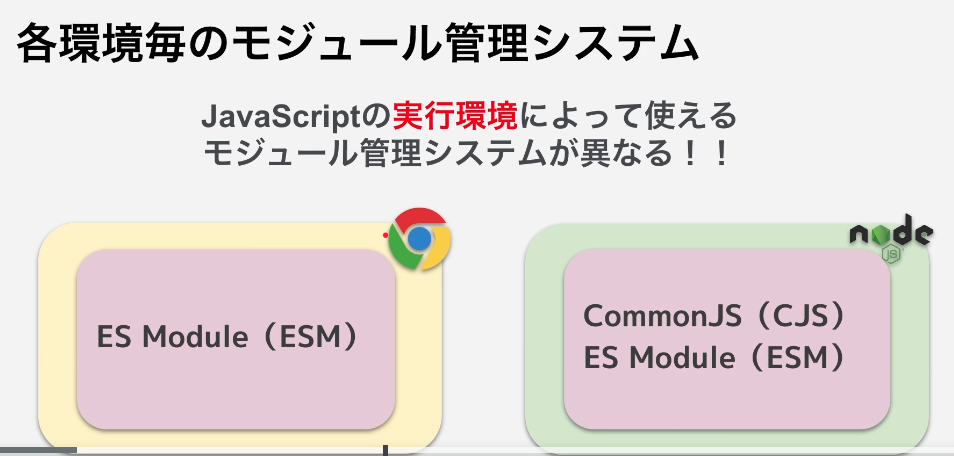 各環境毎のモジュール管理システム
JavaScriptの実行環境によって使える
モジュール管理システムが異なる！！
ES Module（ESM）
node
JS
CommonJS（CJS）
ES Module（ESM）